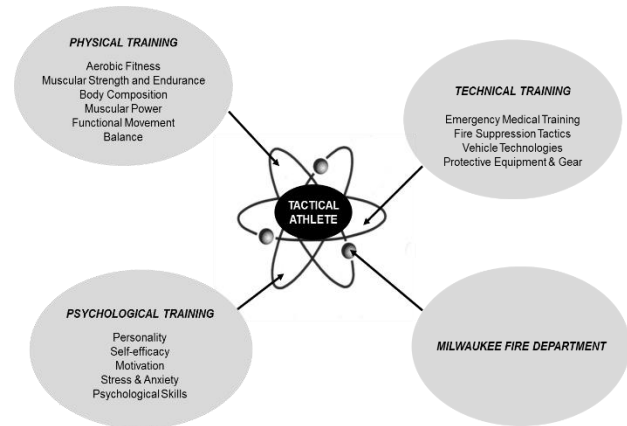 PHYSICAL TRAINING
Aerobic Fitness
Muscular Strength and Endurance
Body Composition
Muscular Power
Functional Movement
Balance
TECHNICAL TRAINING
Emergency Medical Training
Fire Suppression Tactics
Vehicle Technologies
Protective Equipment & Gear
TACTICAL
ATHLETE
PSYCHOLOGICAL TRAINING
Personality
Self-efficacy
Motivation
Stress & Anxiety
Psychological Skills
MILWAUKEE FIRE DEPARTMENT